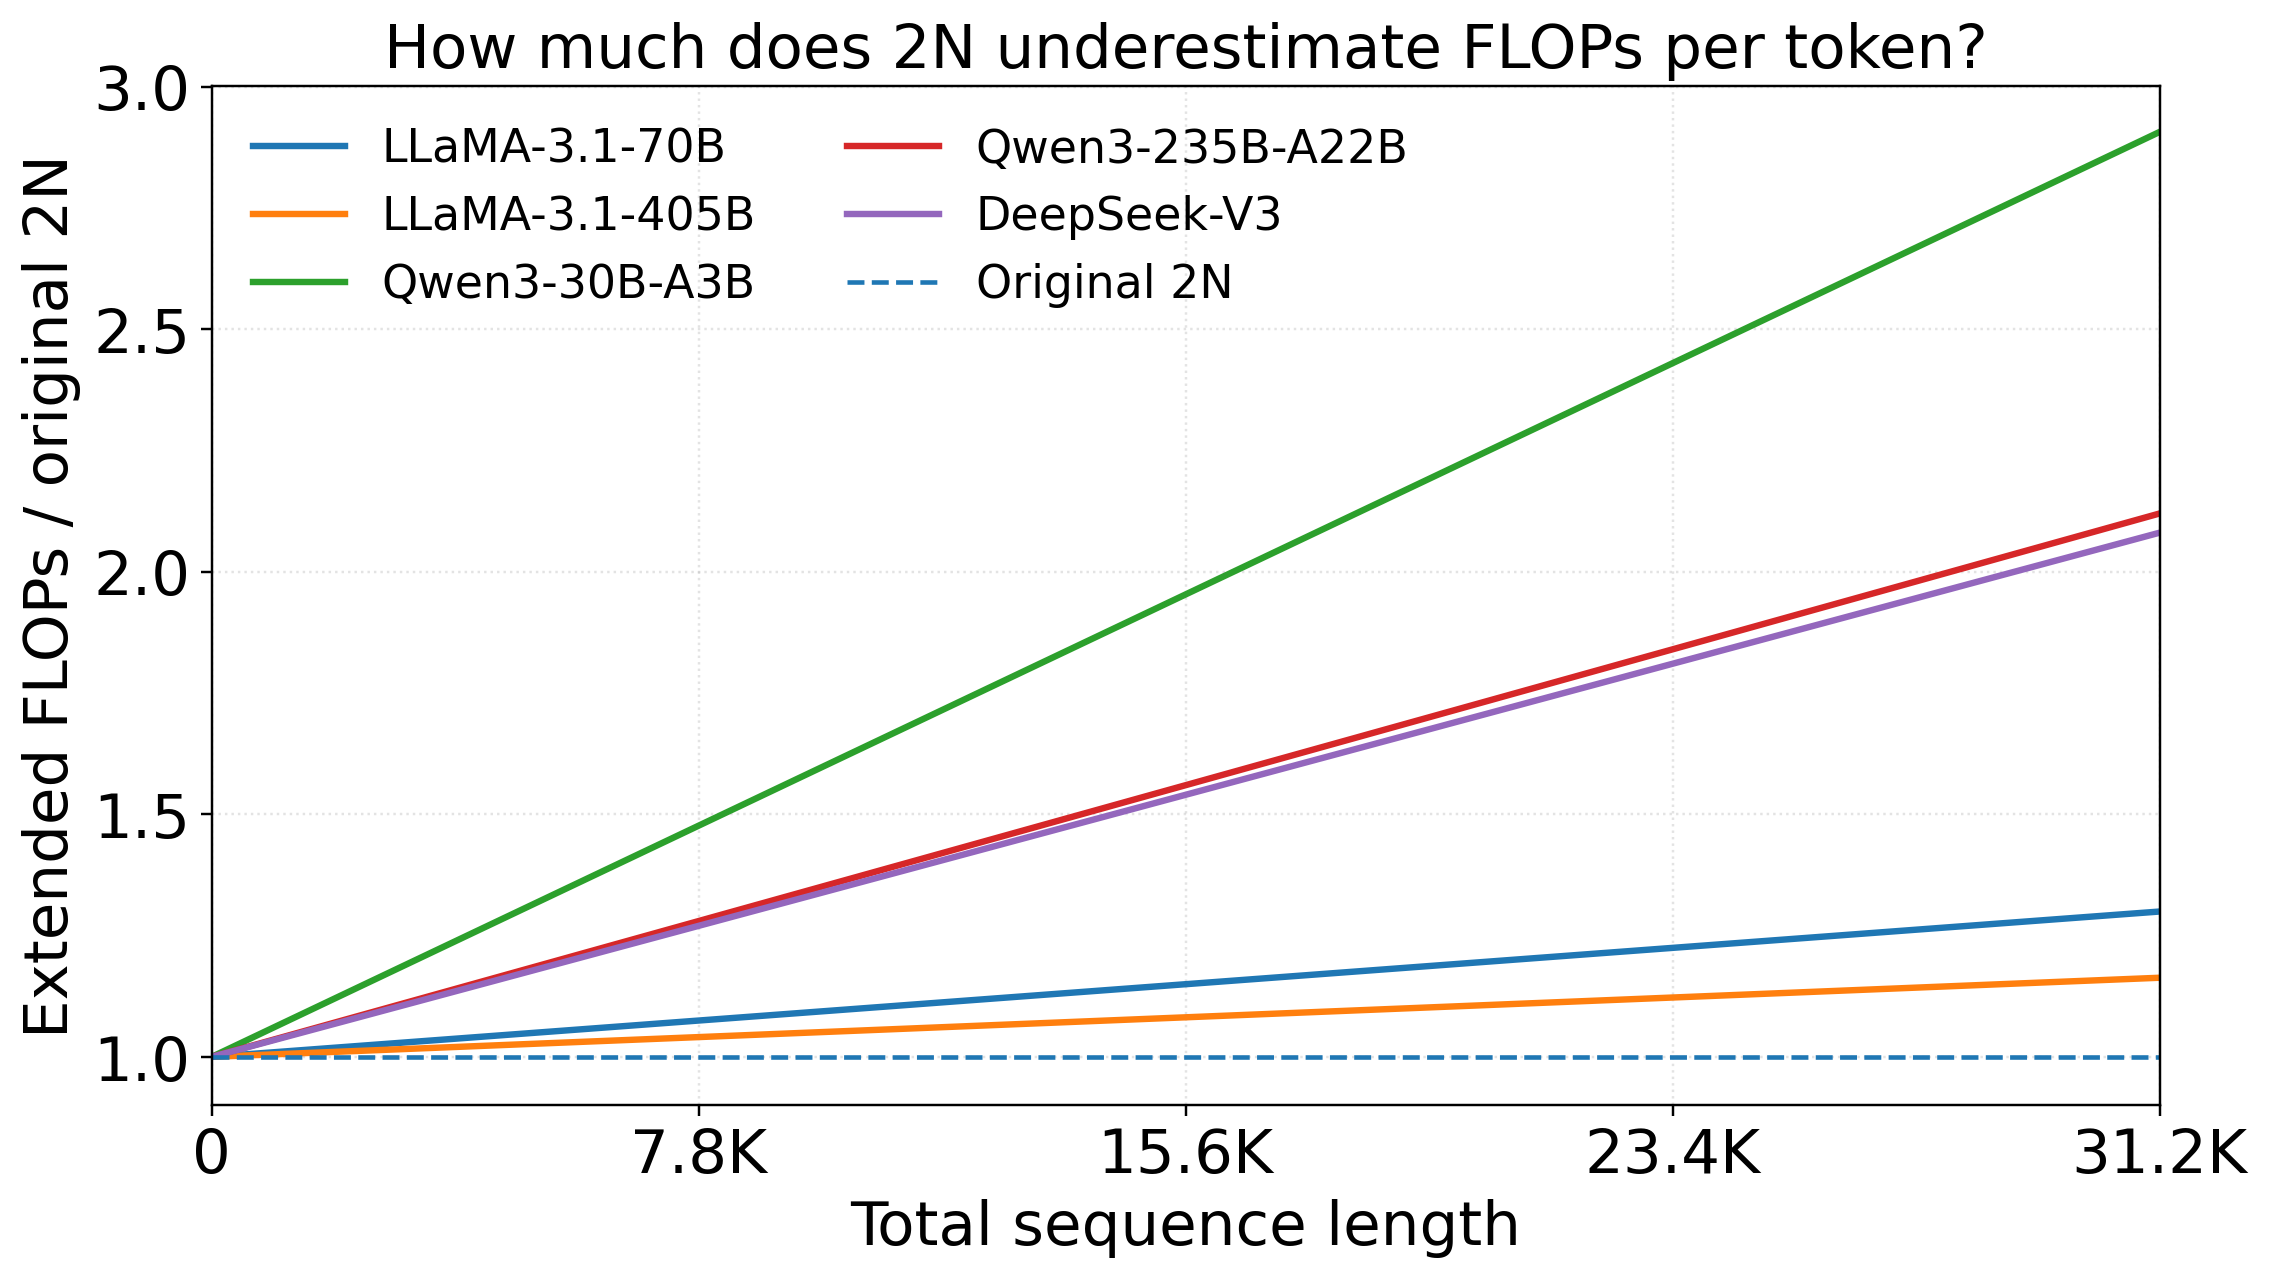 How much does 2N underestimate FLOPs per token?
Extended FLOPs / original 2N
3.0
2.5
2.0
1.5
1.0
LLaMA-3.1-70B
LLaMA-3.1-405B
Qwen3-30B-A3B
Qwen3-235B-A22B
DeepSeek-V3
Original 2N
0
7.8K
15.6K
23.4K
31.2K
Total sequence length